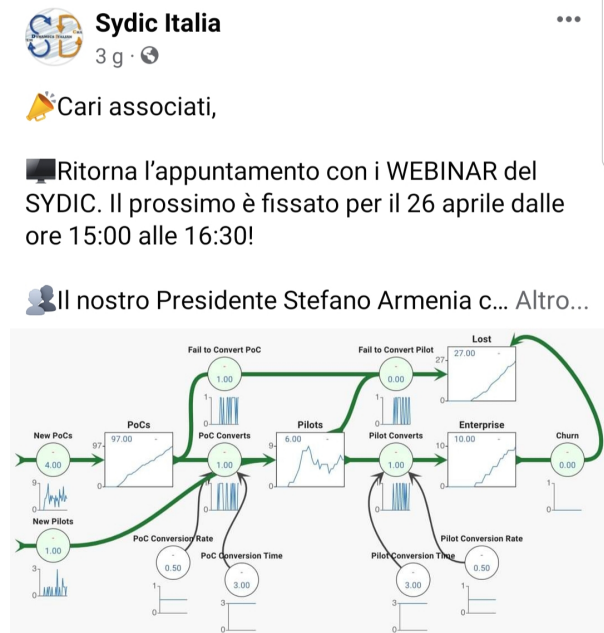 Sydic Italia
3 g
Cari associati,
Ritorna l'appuntamento con i WEBINAR del
SYDIC. Il prossimo è fissato per il 26 aprile dalle
ore 15:00 alle 16:30!
Il nostro Presidente Stefano Armenia c... Altro...
Lost
Fail to Convert PoC
Fail to Convert Pilot
27
27.00
-
1.00
-
0.00
0
1
0
1
0
PoCs
Pilots
Enterprise
New PoCs
97
97.00
-
PoC Converts
9
6.00
-
Pilot Converts
10
10.00
-
Churn
-
4.00
-
1.00
-
1.00
-
0.00
0
0
0
9
0
0
0
1
0
New Pilots
-
1.00
PoC Conversion Rate
Pilot Conversion Rate
PoC Conversion Time
Pilot Conversion Time
3
0
0.50
3.00
3.00
0.50
1
0
3
0
3
0
1
0